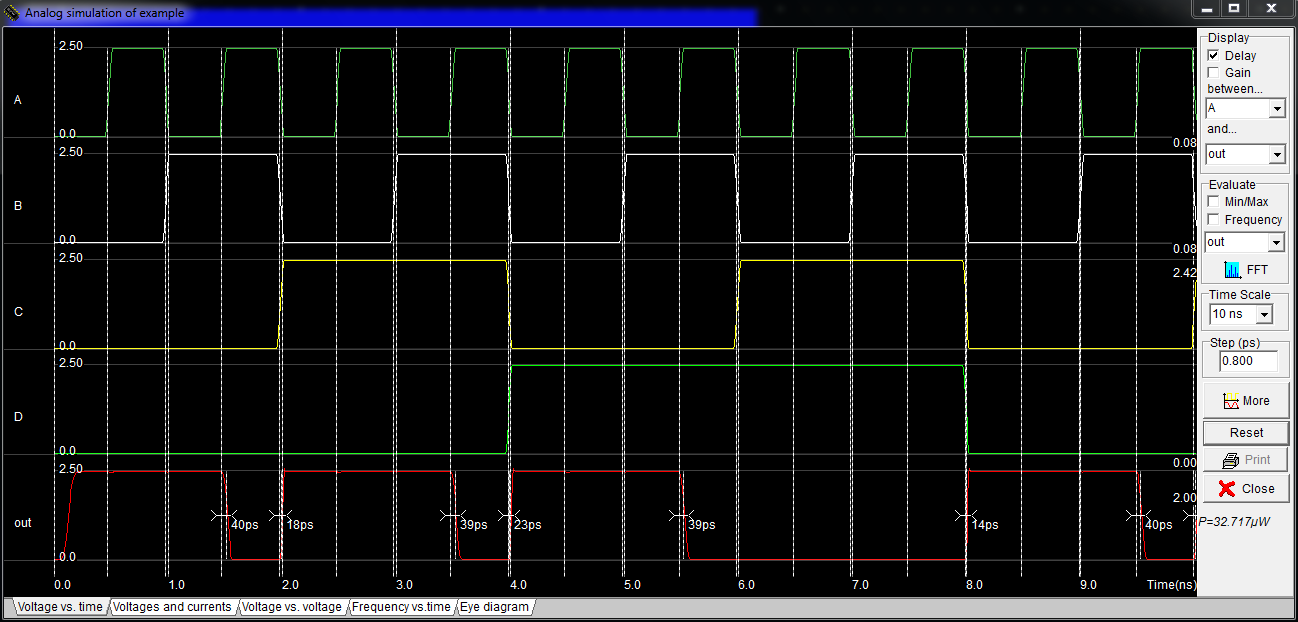 Analog simulation of example
2.50
A
0.0
0.08
2.50
B
0.0
0.08
2.50
2.42
C
0.0
2.50
D
0.0
0.00
2.50
2.00
out
40ps
18ps
39ps
23ps
39ps
14ps
40ps
0.0
0.0 1.0 2.0 3.0 4.0 5.0 6.0 7.0 8.0 9.0 Time(ns)
Voltage vs. time Voltages and currents Voltage vs. voltage Frequency vs.time Eye diagram
Display
Delay
Gain
between...
A
and...
out
Evaluate
Min/Max
Frequency
out
FFT
Time Scale
10 ns
Step (ps)
0.800
More
Reset
Print
Close
P=32.717µW